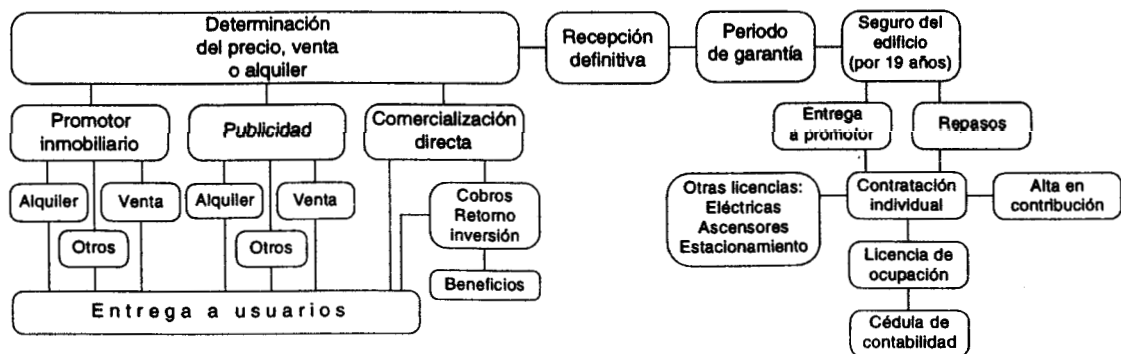 Determinación
del precio, venta
o alquiler
Recepción
definitiva
Periodo
de garantía
Seguro del
edificio
(por 19 años)
Promotor
inmobiliario
Publicidad
Comercialización
directa
Entrega
a promotor
Repasos
Alquiler
Venta
Otros
Alquiler
Venta
Otros
Cobros
Retorno
inversión
Beneficios
Entrega a usuarios
Otras licencias:
Eléctricas
Ascensores
Estacionamiento
Contratación
individual
Alta en
contribución
Licencia de
ocupación
Cédula de
contabilidad